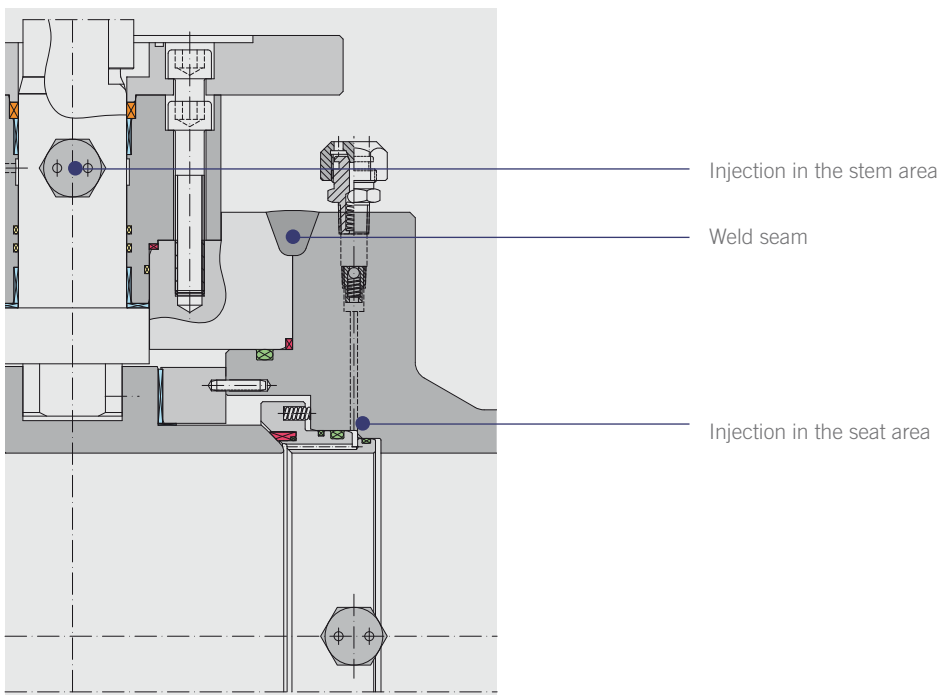 Injection in the stem area
Weld seam
Injection in the seat area